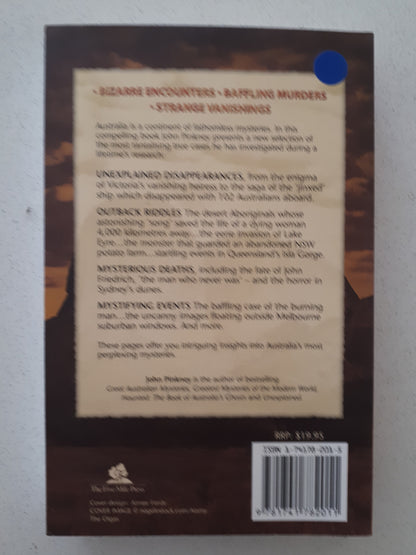 • BIZARRE ENCOUNTERS • BAFFLING MURDERS
• STRANGE VANISHINGS
Australia is a continent of fathomless mysteries. In this
compelling book John Pinkney presents a new selection of
the most tantalising true cases he has investigated during a
lifetime's research.
UNEXPLAINED DISAPPEARANCES, from the enigma
of Victoria's vanishing heiress to the saga of the 'jinxed'
ship which disappeared with 102 Australians aboard.
OUTBACK RIDDLES The desert Aboriginals whose
astonishing 'song' saved the life of a dying woman
4,000 kilometres away...the eerie invasion of Lake
Eyre...the monster that guarded an abandoned NSW
potato farm...startling events in Queensland's Isla Gorge.
MYSTERIOUS DEATHS, including the fate of John
Friedrich, 'the man who never was' – and the horror in
Sydney's dunes.
MYSTIFYING EVENTS The baffling case of the burning
man...the uncanny images floating outside Melbourne
suburban windows. And more.
These pages offer you intriguing insights into Australia's most
perplexing mysteries.
John Pinkney is the author of bestselling
Great Australian Mysteries, Greatest Mysteries of the Modern World,
Haunted: The Book of Australia's Ghosts and Unexplained.
RRP: $19.95
The Five Mile Press
Cover design:
COVER IMAGE ©
The Olgas